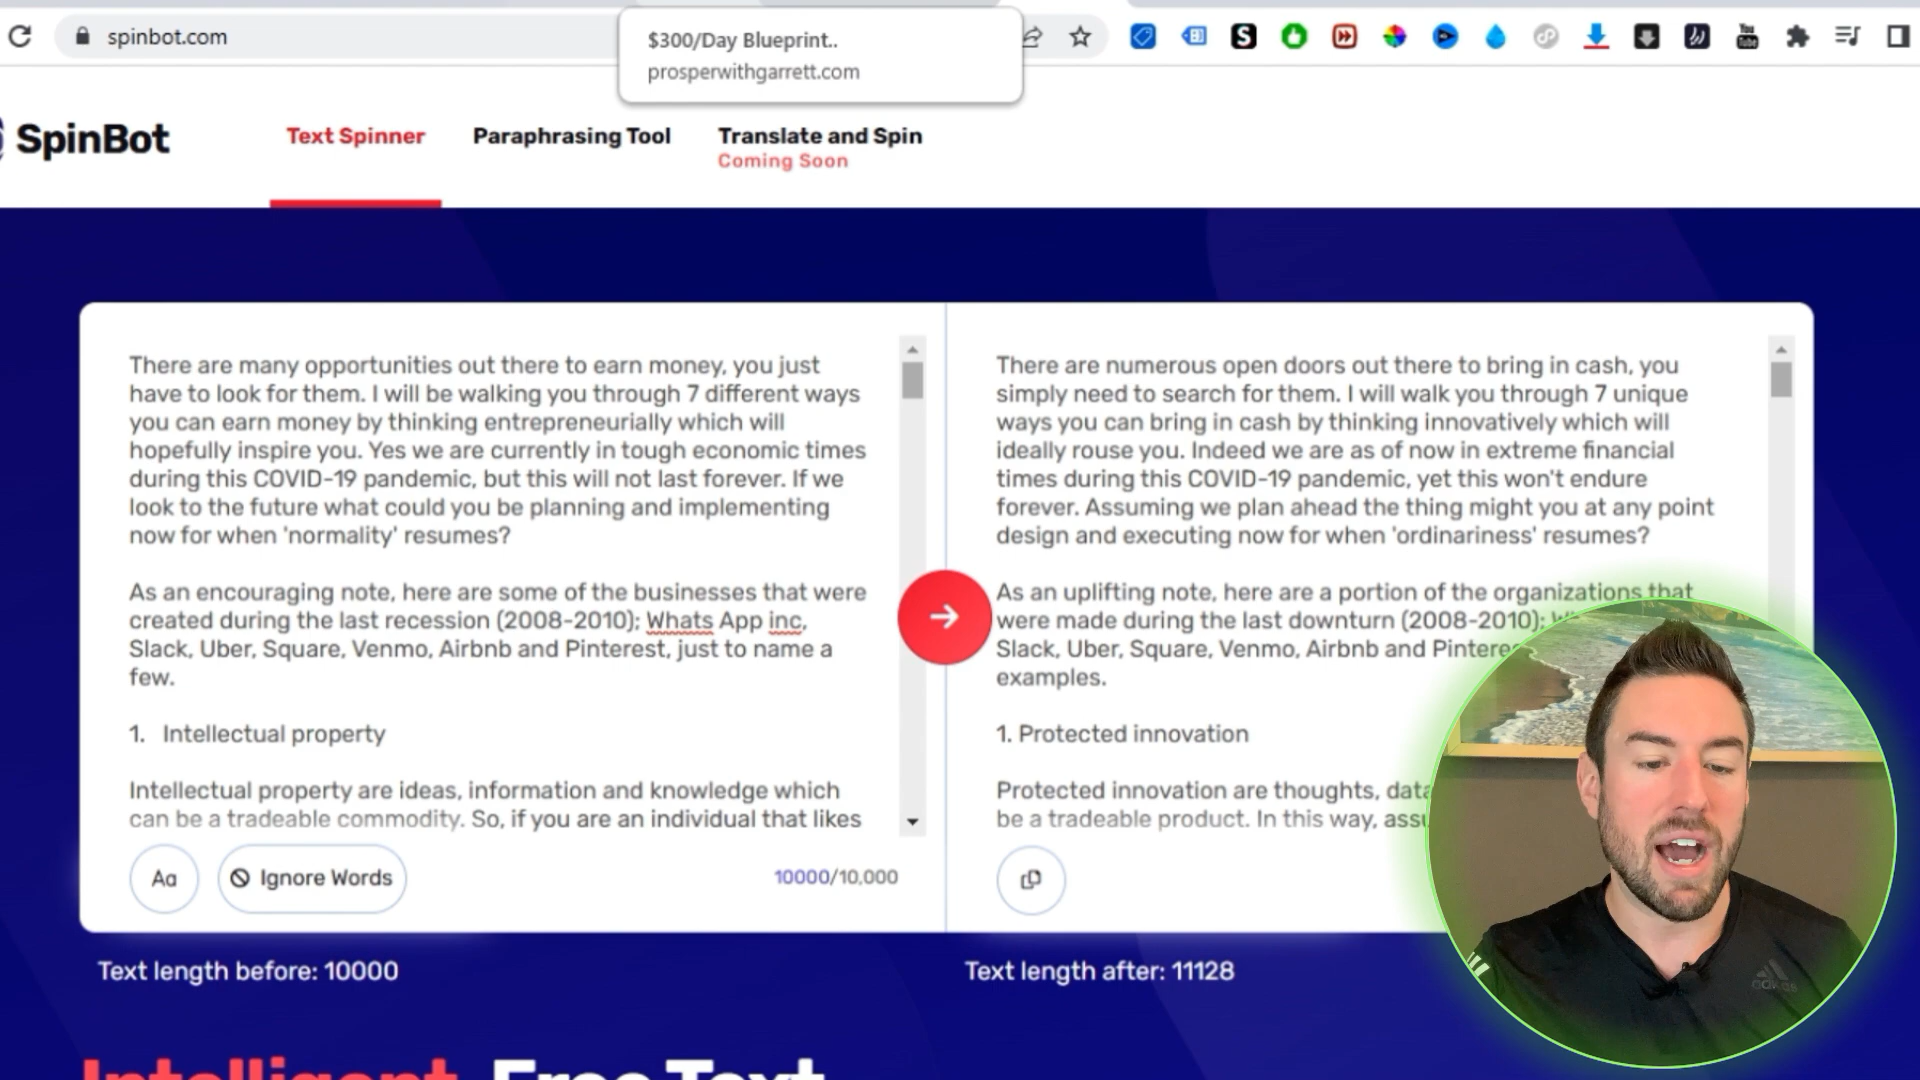 spinbot.com
$300/Day Blueprint..
prosperwithgarrett.com
SpinBot
Text Spinner
Paraphrasing Tool
Translate and Spin
Coming Soon
There are many opportunities out there to earn money, you just
have to look for them. I will be walking you through 7 different ways
you can earn money by thinking entrepreneurially which will
hopefully inspire you. Yes we are currently in tough economic times
during this COVID-19 pandemic, but this will not last forever. If we
look to the future what could you be planning and implementing
now for when 'normality' resumes?
As an encouraging note, here are some of the businesses that were
created during the last recession (2008-2010); Whats App inc,
Slack, Uber, Square, Venmo, Airbnb and Pinterest, just to name a
few.
1. Intellectual property
Intellectual property are ideas, information and knowledge which
can be a tradeable commodity. So, if you are an individual that likes
Aa
Ignore Words
10000/10,000
There are numerous open doors out there to bring in cash, you
simply need to search for them. I will walk you through 7 unique
ways you can bring in cash by thinking innovatively which will
ideally rouse you. Indeed we are as of now in extreme financial
times during this COVID-19 pandemic, yet this won't endure
forever. Assuming we plan ahead the thing might you at any point
design and executing now for when 'ordinariness' resumes?
As an uplifting note, here are a portion of the organizations that
were made during the last downturn (2008-2010);
Slack, Uber, Square, Venmo, Airbnb and
examples.
1. Protected innovation
Protected innovation are thoughts,
be a tradeable product. In this way,
Text length before: 10000
Text length after: 11128
Intelligent Free Text
adidas